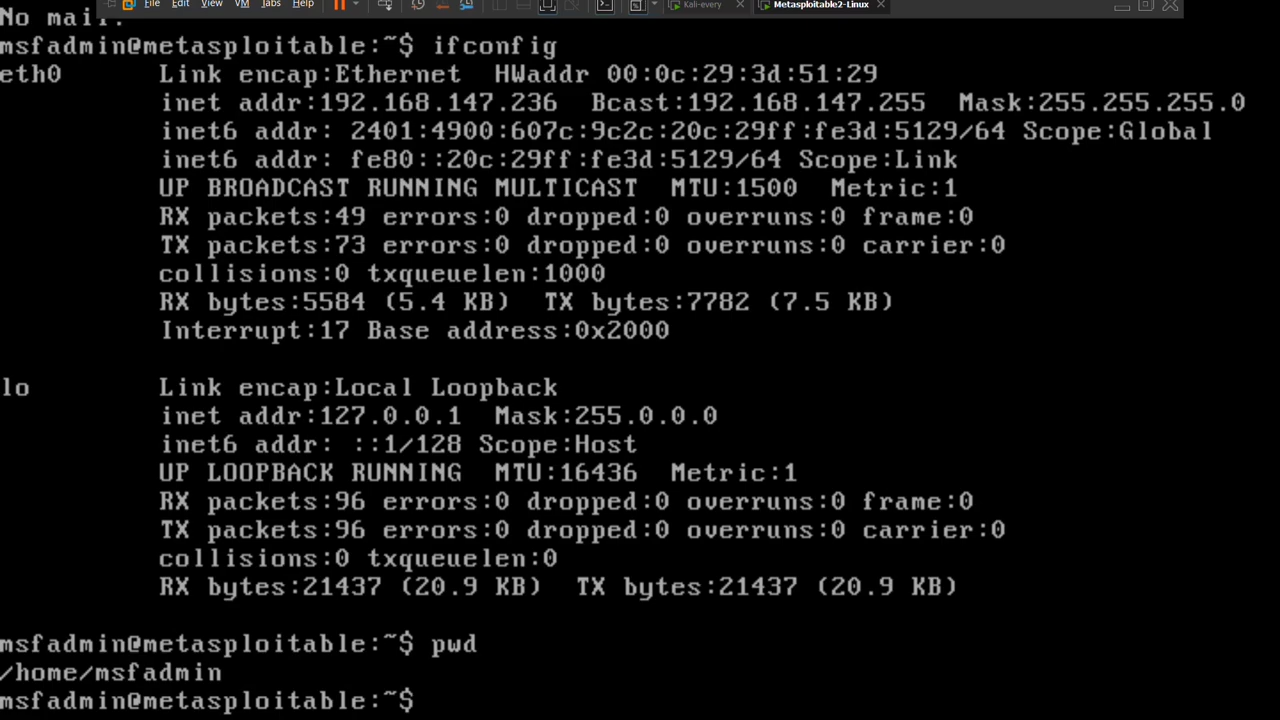 File Edit View VM Tabs Help Kali-every Metasploitable2-Linux
No mail.
msfadmin@metasploitable:~$ ifconfig
eth0 Link encap:Ethernet HWaddr 00:0c:29:3d:51:29
inet addr:192.168.147.236 Bcast:192.168.147.255 Mask:255.255.255.0
inet6 addr: 2401:4900:607c:9c2c:20c:29ff:fe3d:5129/64 Scope:Global
inet6 addr: fe80::20c:29ff:fe3d:5129/64 Scope:Link
UP BROADCAST RUNNING MULTICAST MTU:1500 Metric:1
RX packets:49 errors:0 dropped:0 overruns:0 frame:0
TX packets:73 errors:0 dropped:0 overruns:0 carrier:0
collisions:0 txqueuelen:1000
RX bytes:5584 (5.4 KB) TX bytes:7782 (7.5 KB)
Interrupt:17 Base address:0x2000
lo Link encap:Local Loopback
inet addr:127.0.0.1 Mask:255.0.0.0
inet6 addr: ::1/128 Scope:Host
UP LOOPBACK RUNNING MTU:16436 Metric:1
RX packets:96 errors:0 dropped:0 overruns:0 frame:0
TX packets:96 errors:0 dropped:0 overruns:0 carrier:0
collisions:0 txqueuelen:0
RX bytes:21437 (20.9 KB) TX bytes:21437 (20.9 KB)
msfadmin@metasploitable:~$ pwd
/home/msfadmin
msfadmin@metasploitable:~$